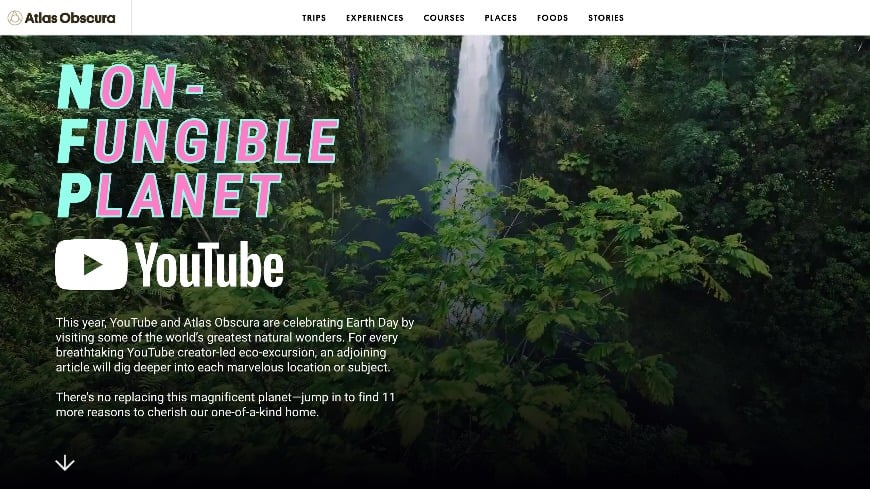 Atlas Obscura
TRIPS EXPERIENCES COURSES PLACES FOODS STORIES
NON-
FUNGIBLE
PLANET
YouTube
This year, YouTube and Atlas Obscura are celebrating Earth Day by
visiting some of the world's greatest natural wonders. For every
breathtaking YouTube creator-led eco-excursion, an adjoining
article will dig deeper into each marvelous location or subject.
There's no replacing this magnificent planet—jump in to find 11
more reasons to cherish our one-of-a-kind home.